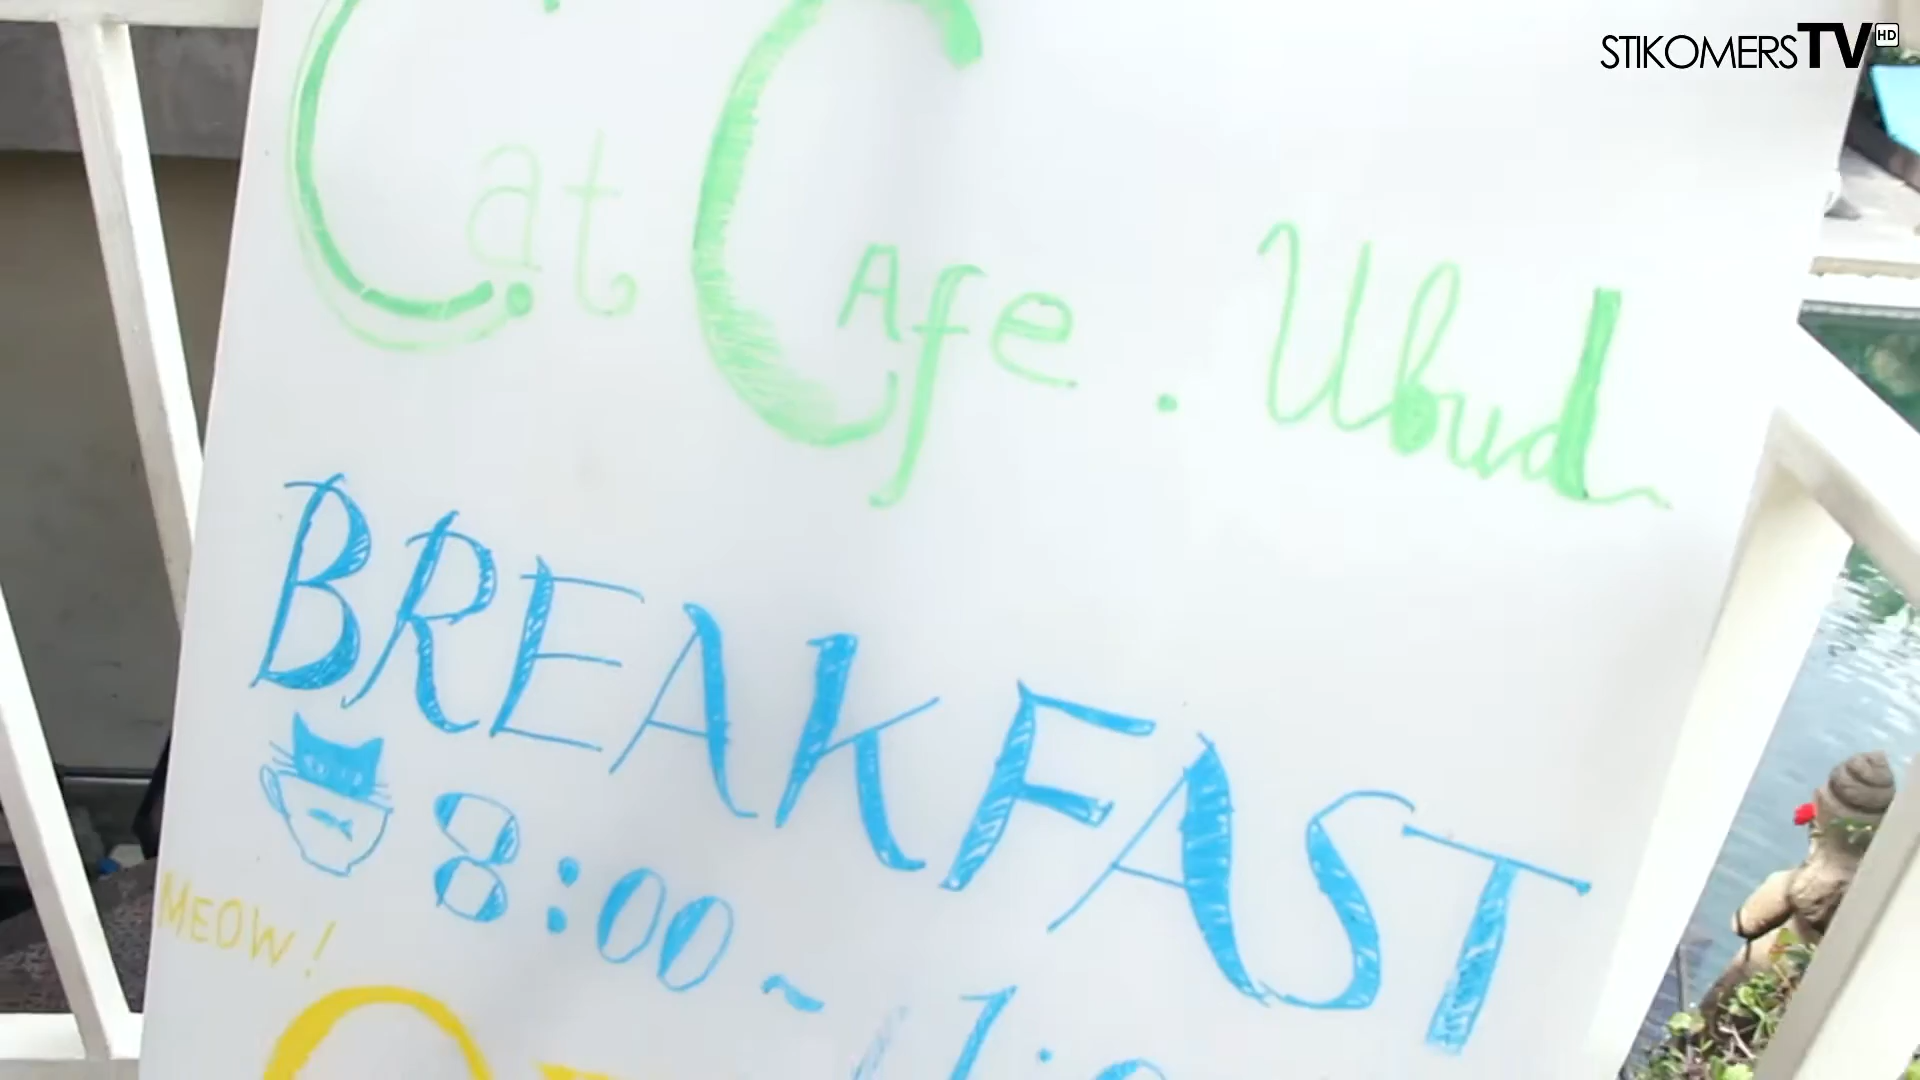 STIKOMERSTV HD
Cat Cafe . Ubud
BREAKFAST
8:00 ~
MEOW!